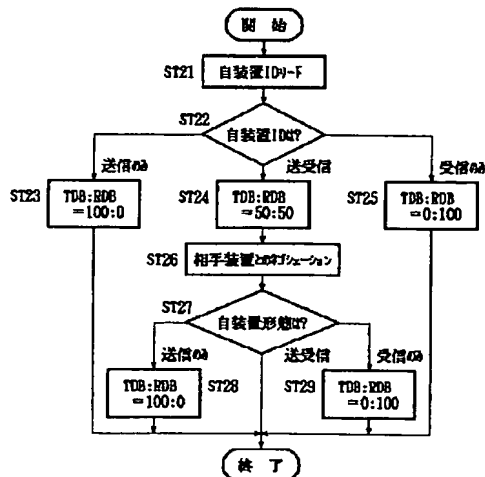 開 始
ST21
自装置IDリード
ST22
自装置IDは?
送信のみ
送受信
受信のみ
ST23
TDB:RDB
=100:0
ST24
TDB:RDB
=50:50
ST25
TDB:RDB
=0:100
ST26
相手装置とのネゴシェーション
ST27
自装置形態は?
送信のみ
送受信
受信のみ
TDB:RDB
=100:0
ST28
ST29
TDB:RDB
=0:100
終 了